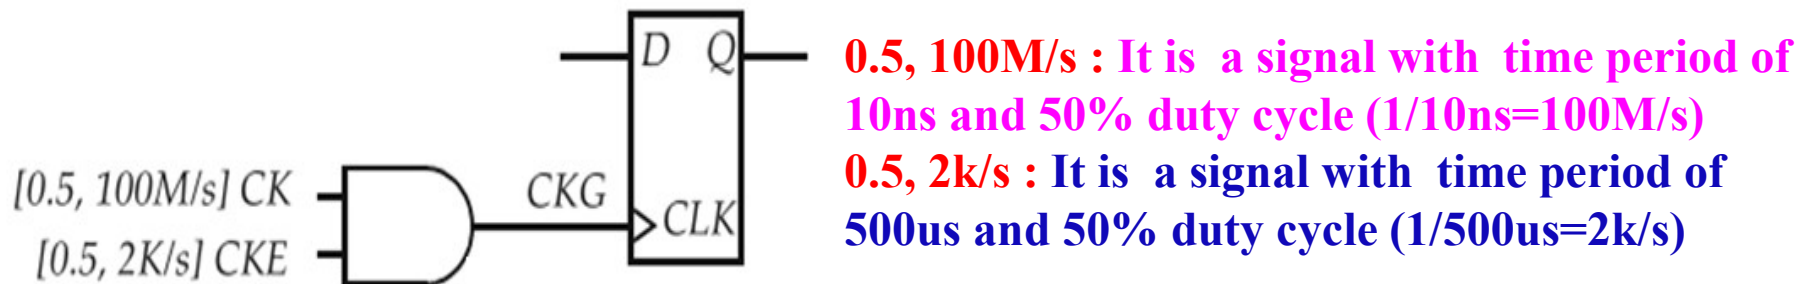 D Q
0.5, 100M/s : It is a signal with time period of
10ns and 50% duty cycle (1/10ns=100M/s)
[0.5, 100M/s] CK
CKG
CLK
0.5, 2k/s : It is a signal with time period of
500us and 50% duty cycle (1/500us=2k/s)
[0.5, 2K/s] CKE